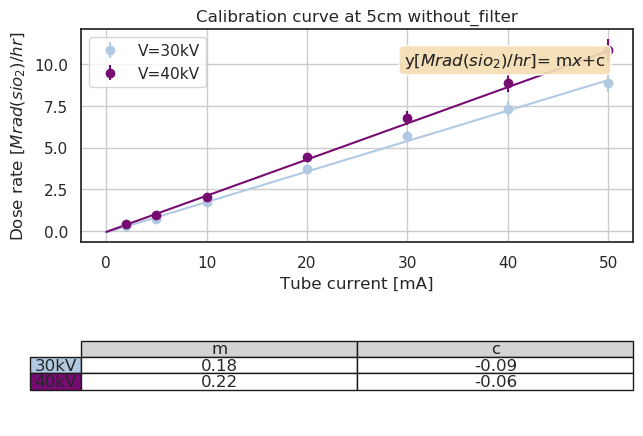 Calibration curve at 5cm without_filter
Dose rate [Mrad(sio₂)/hr]
V=30kV
V=40kV
y[Mrad(sio₂)/hr]= mx+c
10.0
7.5
5.0
2.5
0.0
0 10 20 30 40 50
Tube current [mA]
m c
30kV 0.18 -0.09
40kV 0.22 -0.06